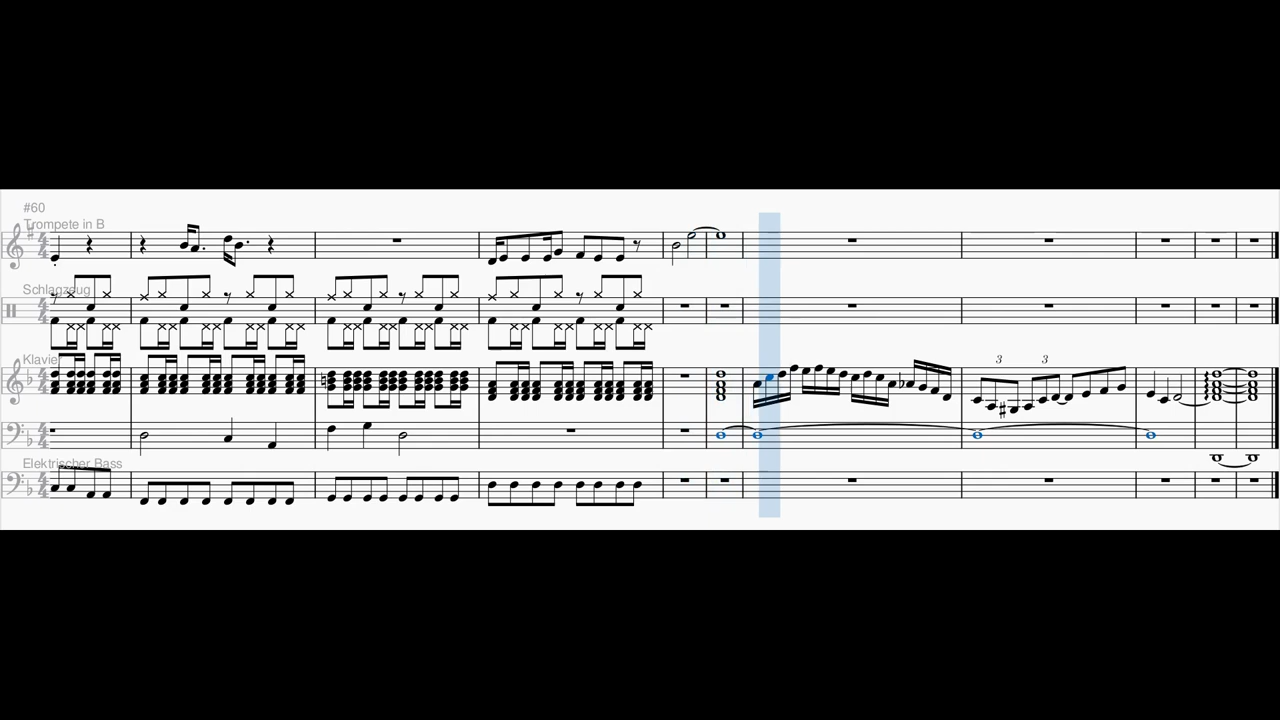 #60
Trompete in B
Schlagzeug
Klavier
3 3
Elektrischer Bass